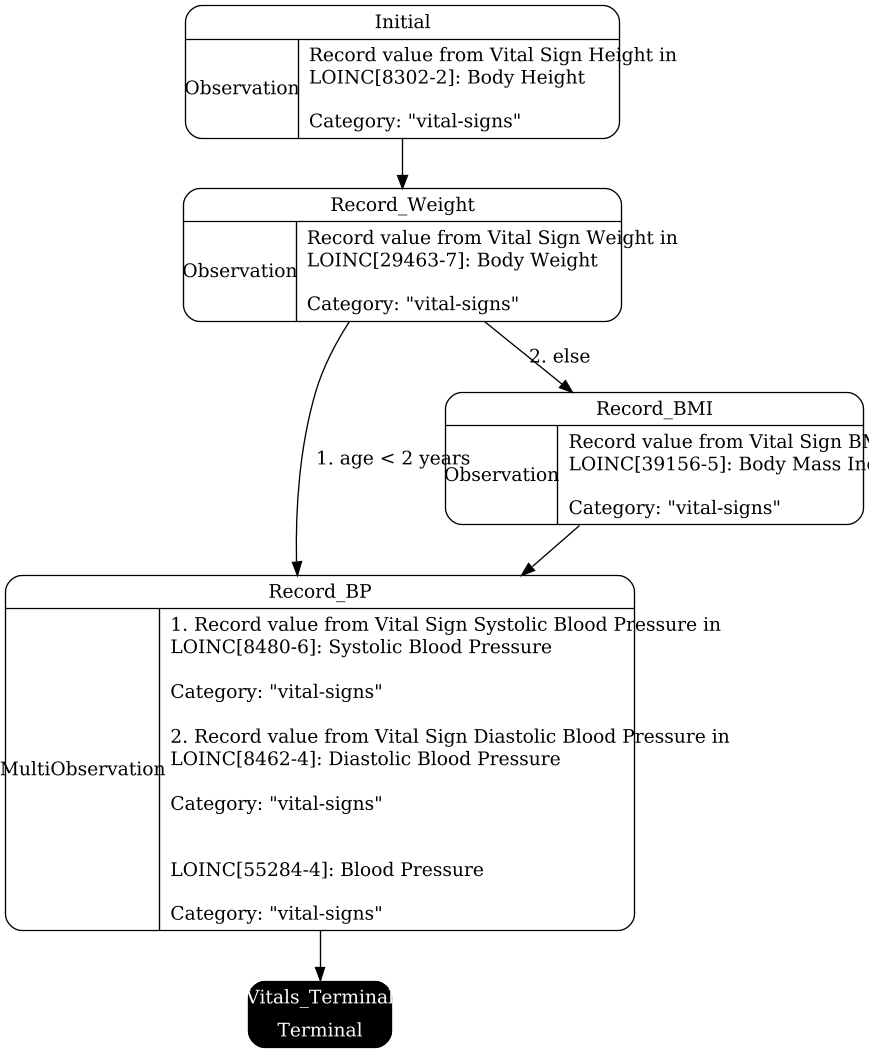 Initial
Observation
Record value from Vital Sign Height in
LOINC[8302-2]: Body Height
Category: "vital-signs"
Record_Weight
Observation
Record value from Vital Sign Weight in
LOINC[29463-7]: Body Weight
Category: "vital-signs"
2. else
1. age < 2 years
Record_BMI
Observation
Record value from Vital Sign
LOINC[39156-5]: Body Mass
Category: "vital-signs"
Record_BP
MultiObservation
1. Record value from Vital Sign Systolic Blood Pressure in
LOINC[8480-6]: Systolic Blood Pressure
Category: "vital-signs"
2. Record value from Vital Sign Diastolic Blood Pressure in
LOINC[8462-4]: Diastolic Blood Pressure
Category: "vital-signs"
LOINC[55284-4]: Blood Pressure
Category: "vital-signs"
Vitals_Terminal
Terminal